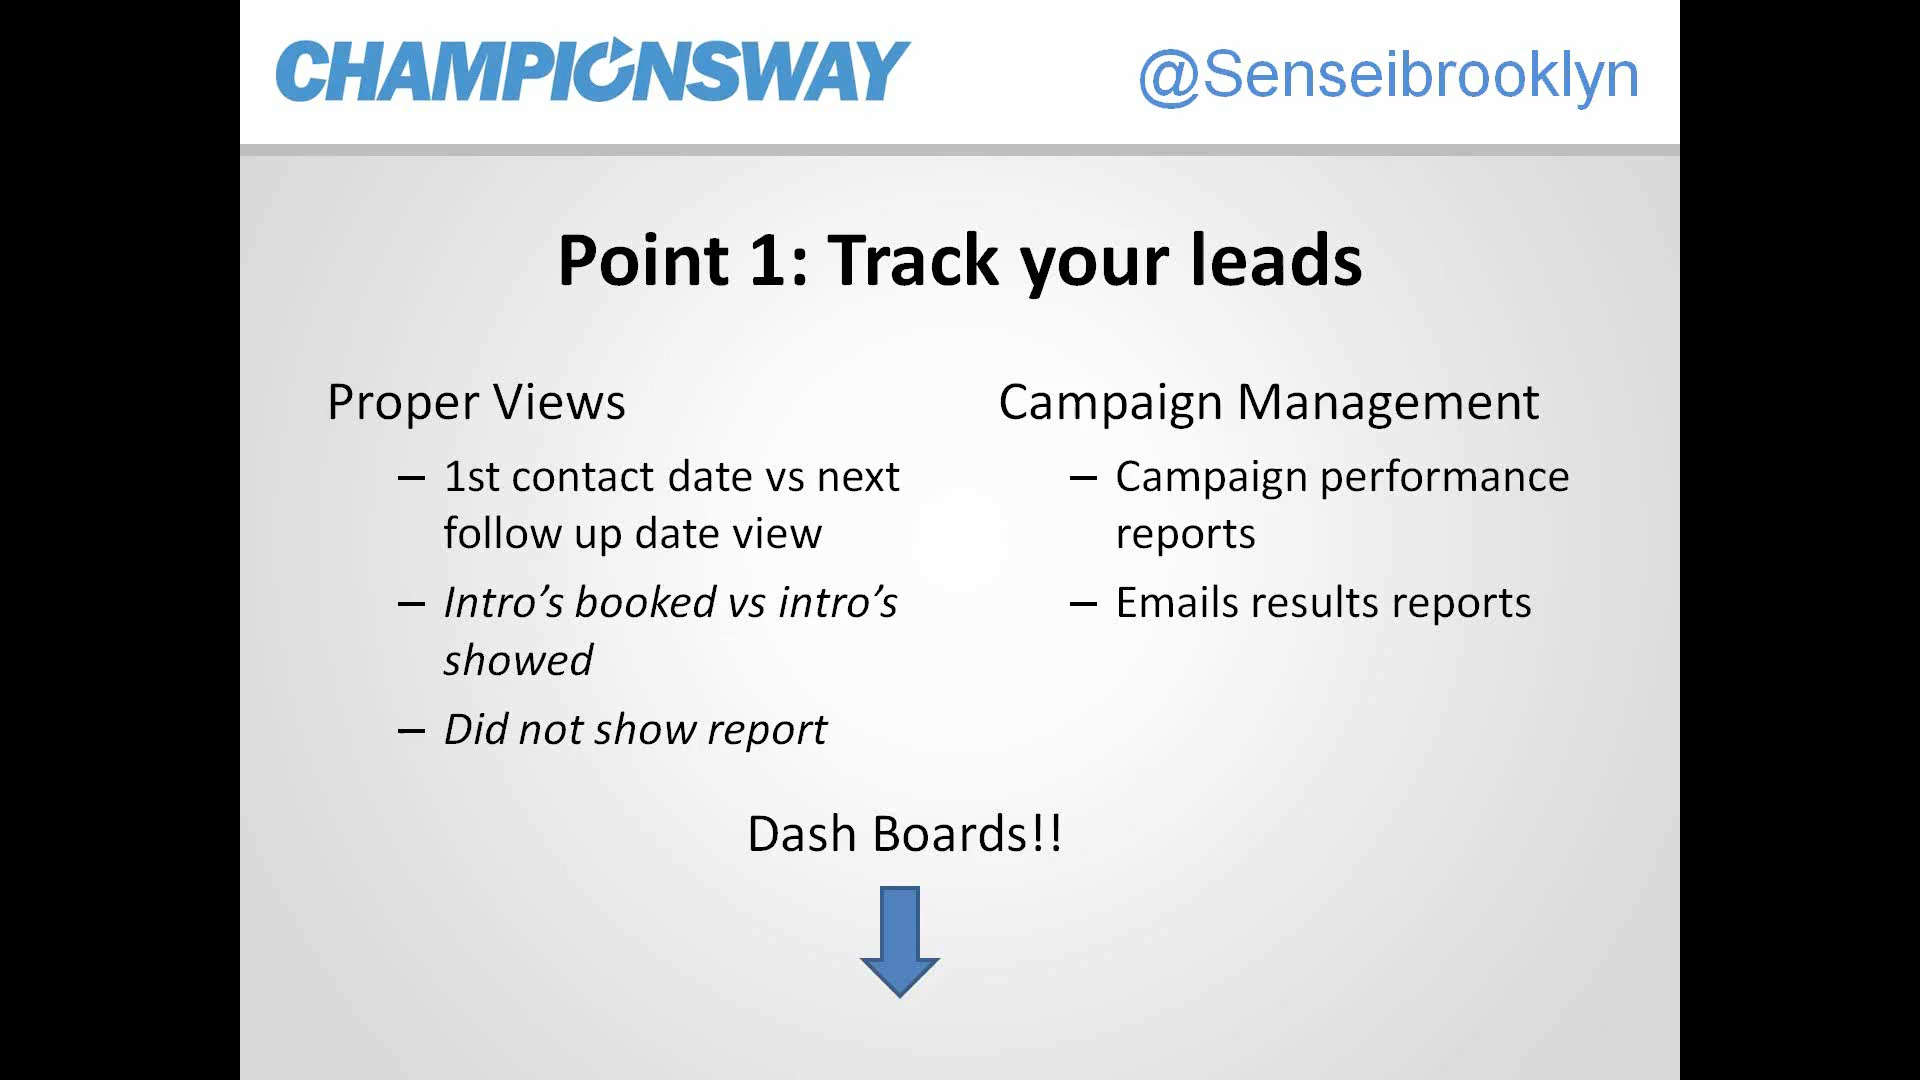 CHAMPIONSWAY
@Senseibrooklyn
Point 1: Track your leads
Proper Views
– 1st contact date vs next
follow up date view
– Intro’s booked vs intro’s
showed
– Did not show report
Campaign Management
– Campaign performance
reports
– Emails results reports
Dash Boards!!